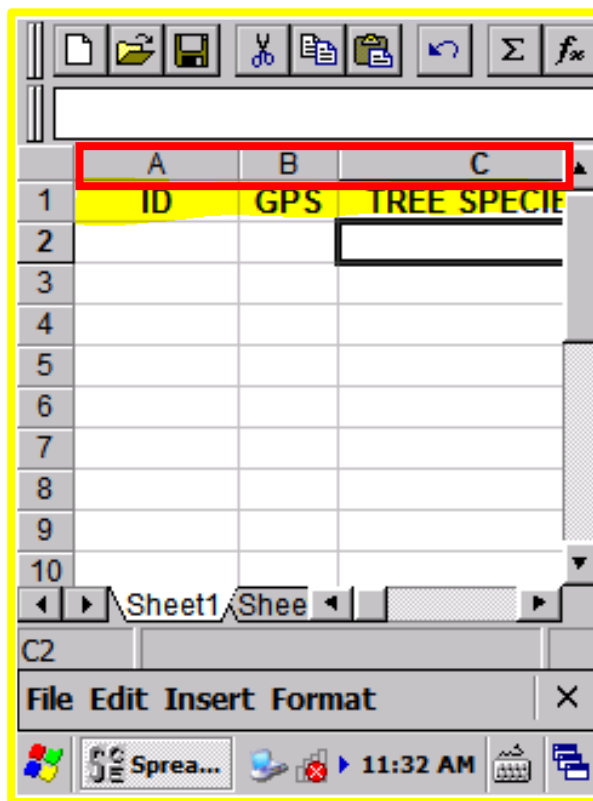 Σ fx
A B C
1 ID GPS TREE SPECIE
2
3
4
5
6
7
8
9
10
Sheet1 Shee
C2
File Edit Insert Format
Sprea... 11:32 AM